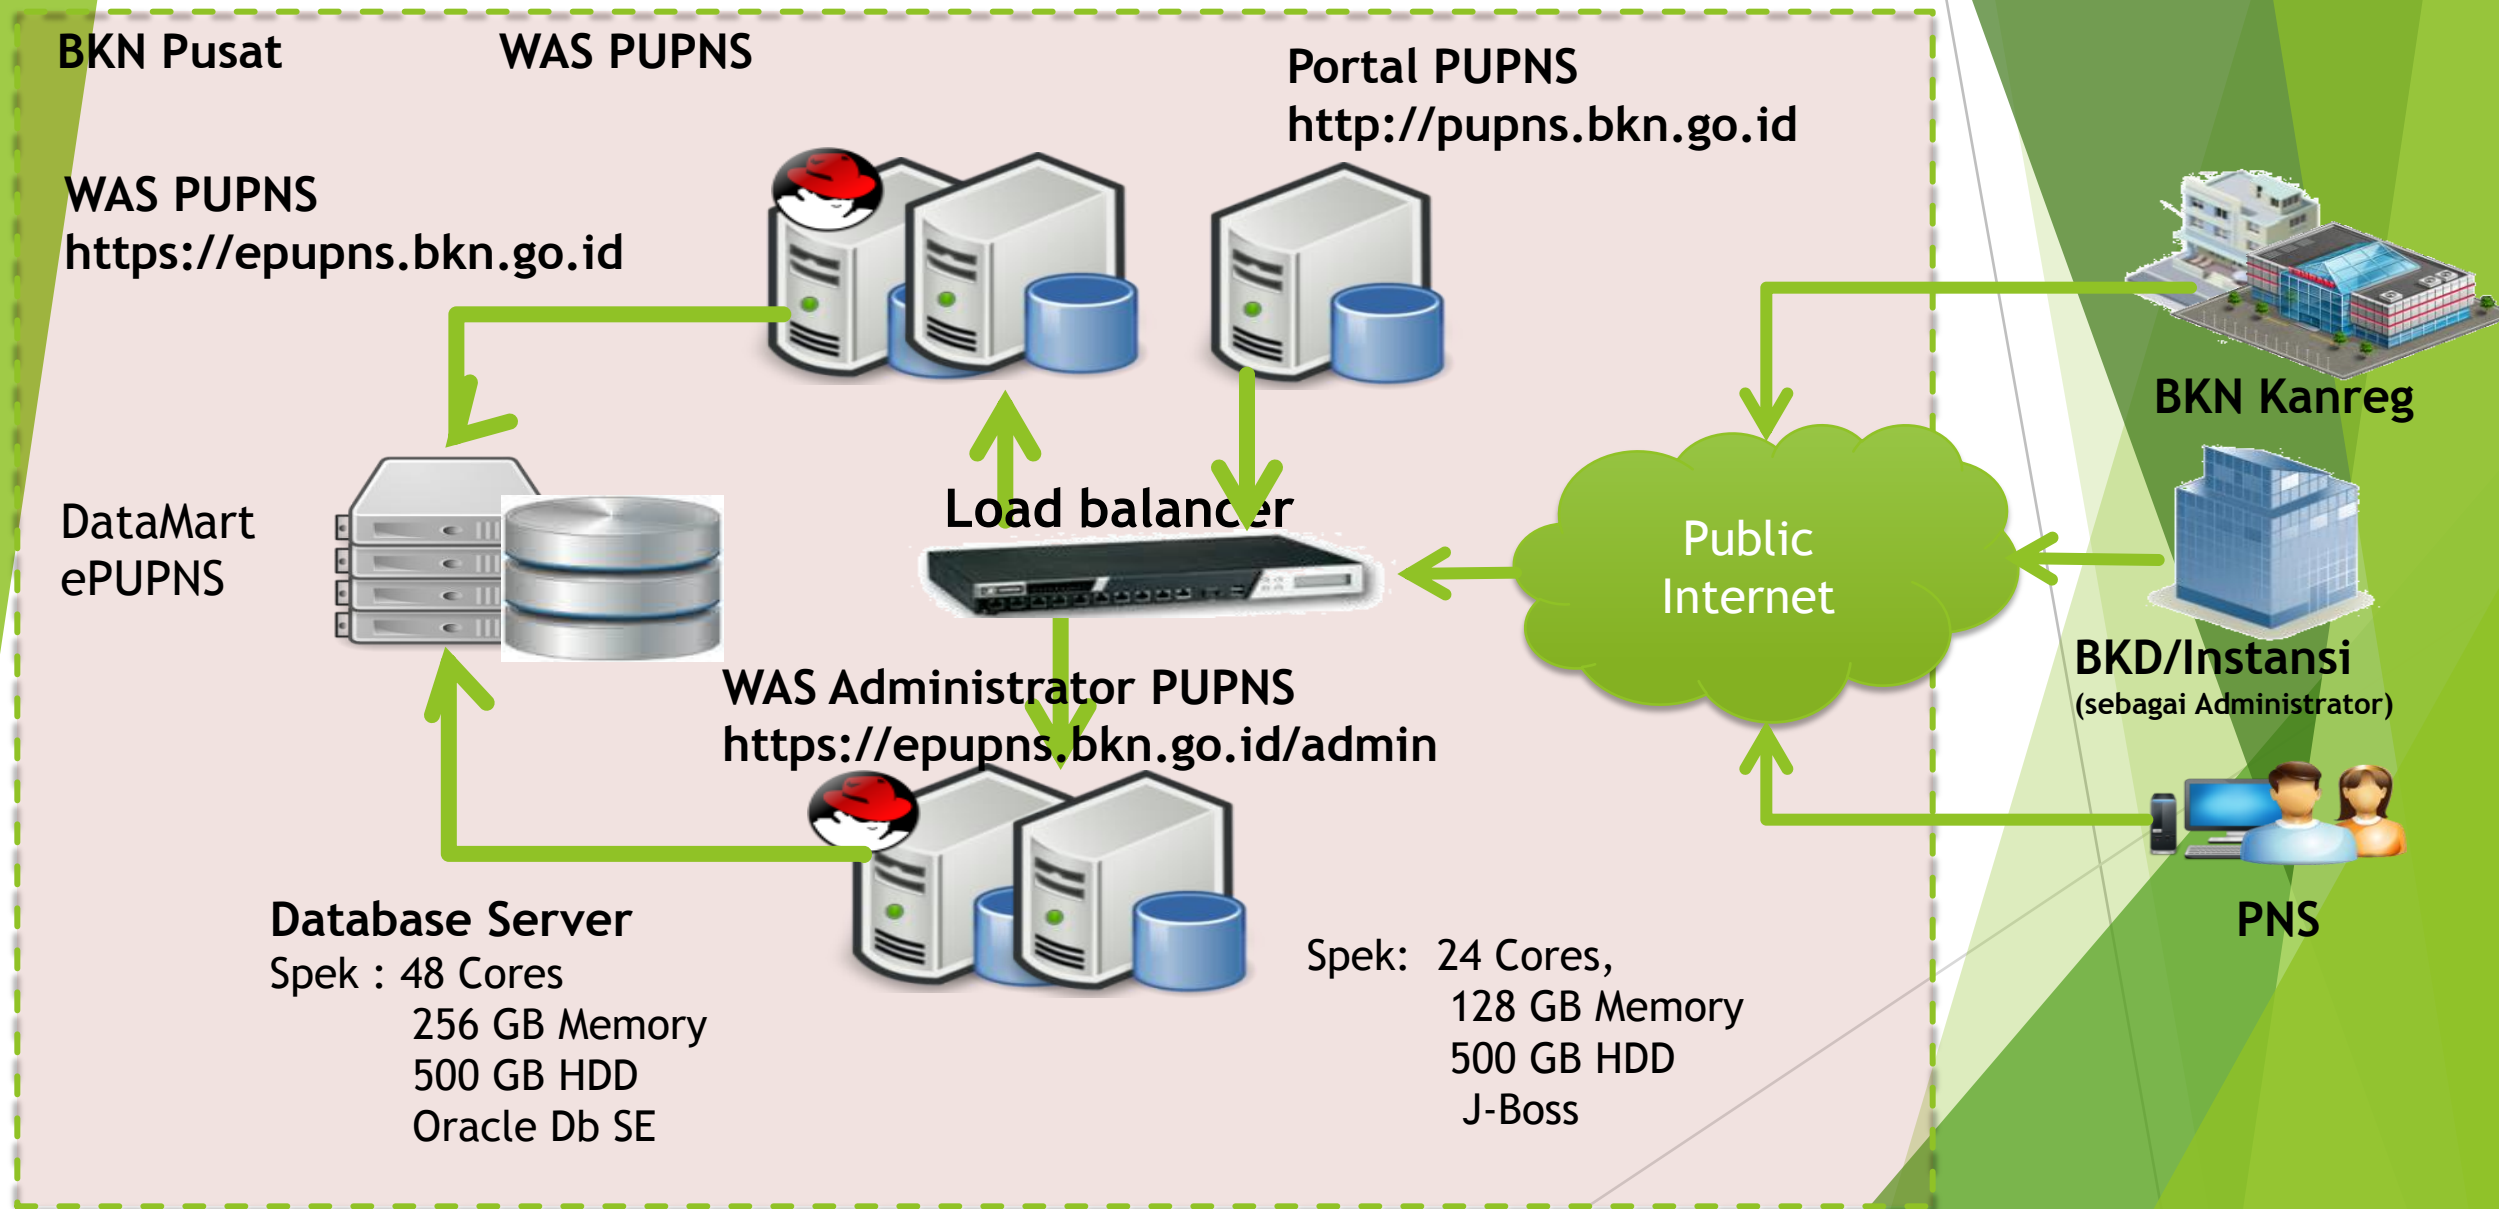 BKN Pusat
WAS PUPNS
Portal PUPNS
http://pupns.bkn.go.id
WAS PUPNS
https://epupns.bkn.go.id
BKN Kanreg
Load balancer
DataMart
ePUPNS
Public
Internet
BKD/Instansi
(sebagai Administrator)
WAS Administrator PUPNS
https://epupns.bkn.go.id/admin
PNS
Database Server
Spek : 48 Cores
256 GB Memory
500 GB HDD
Oracle Db SE
Spek: 24 Cores,
128 GB Memory
500 GB HDD
J-Boss